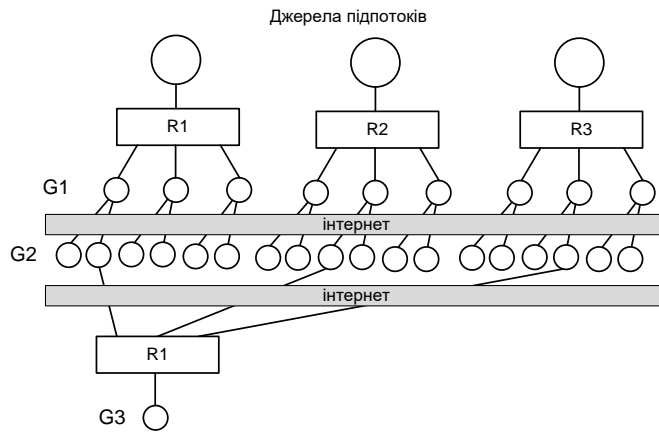 Джерела підпотоків
R1
R2
R3
G1
інтернет
G2
інтернет
R1
G3